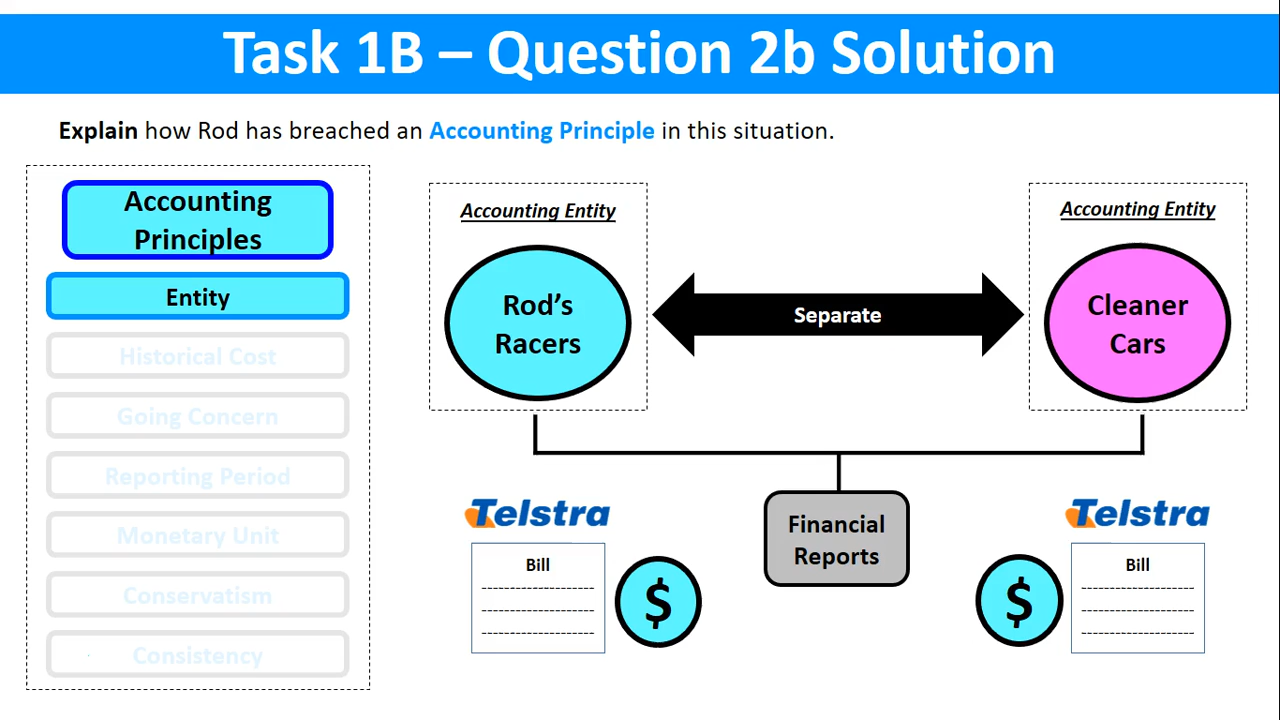 Task 1B – Question 2b Solution
Explain how Rod has breached an Accounting Principle in this situation.
Accounting
Principles
Entity
Historical Cost
Going Concern
Reporting Period
Monetary Unit
Conservatism
Consistency
Accounting Entity
Rod's
Racers
Separate
Accounting Entity
Cleaner
Cars
Telstra
Bill
$
Financial
Reports
Telstra
$
Bill